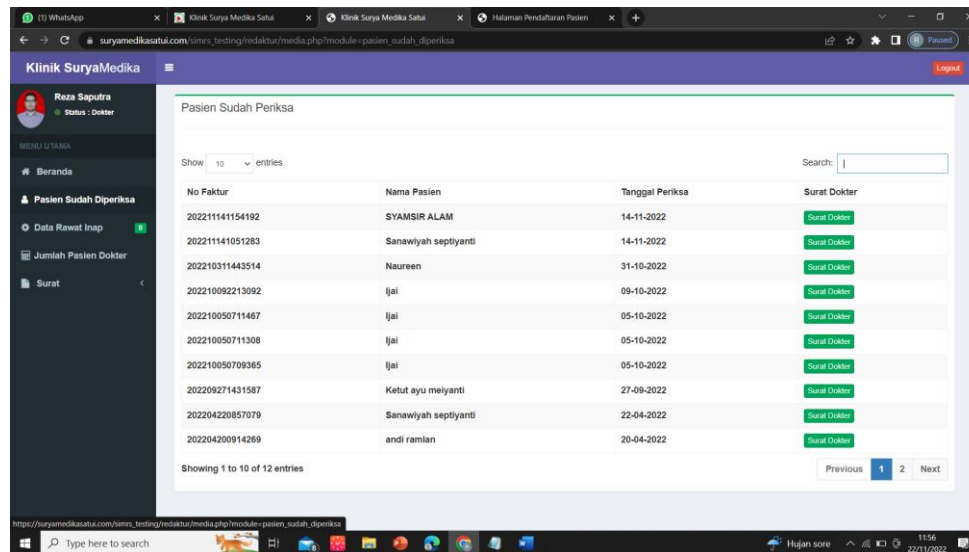 (1) WhatsApp
Klinik Surya Medika Satui
Klinik Surya Medika Satui
Halaman Pendaftaran Pasien
suryamedikasatui.com/simrs_testing/redaktur/media.php?module=pasien_sudah_diperiksa
R Paused
Klinik SuryaMedika
Logout
Reza Saputra
Status : Dokter
MENU UTAMA
Beranda
Pasien Sudah Diperiksa
Data Rawat Inap
Jumlah Pasien Dokter
Surat
Pasien Sudah Periksa
Show 10 entries Search:
No Faktur Nama Pasien Tanggal Periksa Surat Dokter
202211141154192 SYAMSIR ALAM 14-11-2022 Surat Dokter
202211141051283 Sanawiyah septiyanti 14-11-2022 Surat Dokter
202210311443514 Naureen 31-10-2022 Surat Dokter
202210092213092 Ijai 09-10-2022 Surat Dokter
202210050711467 Ijai 05-10-2022 Surat Dokter
202210050711308 Ijai 05-10-2022 Surat Dokter
202210050709365 Ijai 05-10-2022 Surat Dokter
202209271431587 Ketut ayu meiyanti 27-09-2022 Surat Dokter
202204220857079 Sanawiyah septiyanti 22-04-2022 Surat Dokter
202204200914269 andi ramlan 20-04-2022 Surat Dokter
Showing 1 to 10 of 12 entries Previous 1 2 Next
https://suryamedikasatui.com/simrs_testing/redaktur/media.php?module=pasien_sudah_diperiksa
Type here to search
Hujan sore
11:56
22/11/2022